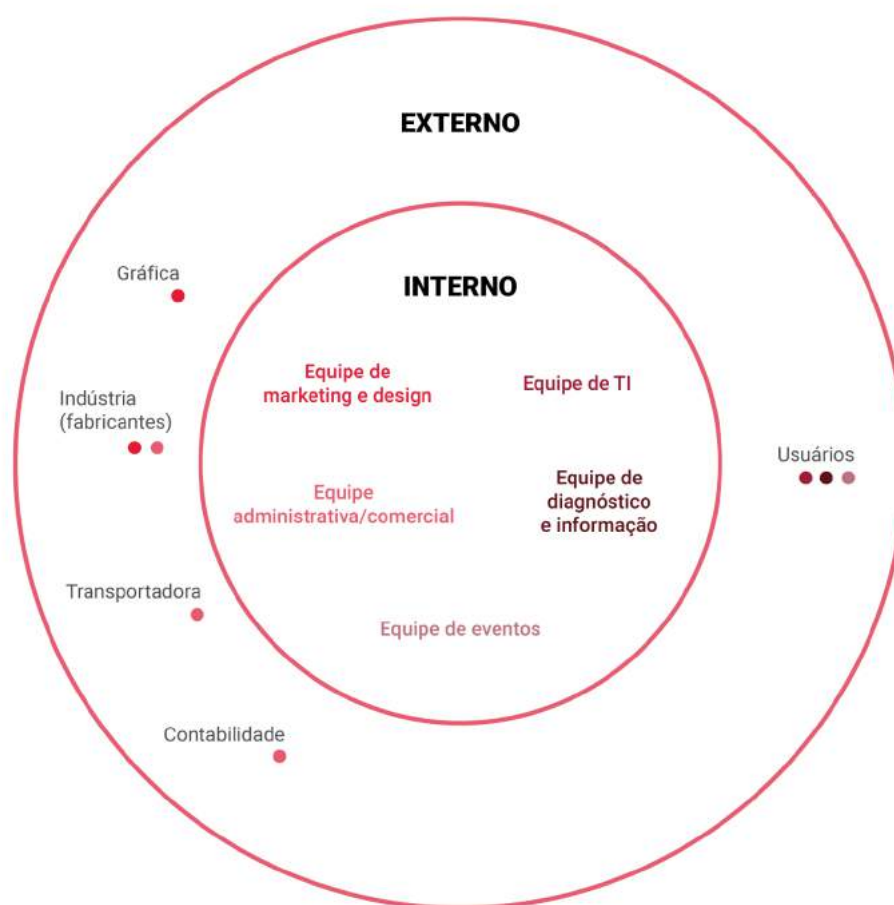 EXTERNO
Gráfica
INTERNO
Equipe de
marketing e design
Equipe de TI
Indústria
(fabricantes)
Usuários
Equipe
administrativa/comercial
Equipe de
diagnóstico
e informação
Transportadora
Equipe de eventos
Contabilidade